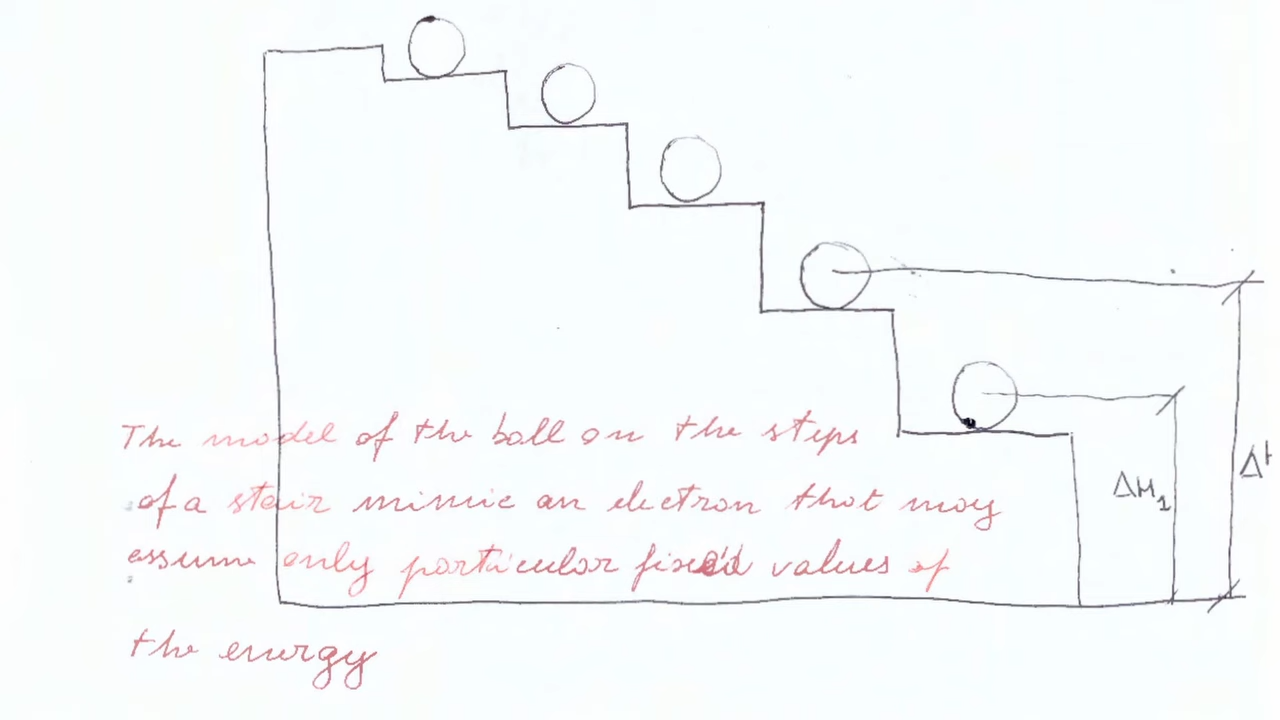 The model of the ball on the steps
of a stair mimic an electron that may
assume only particular fixed values of
the energy
ΔH1
ΔH